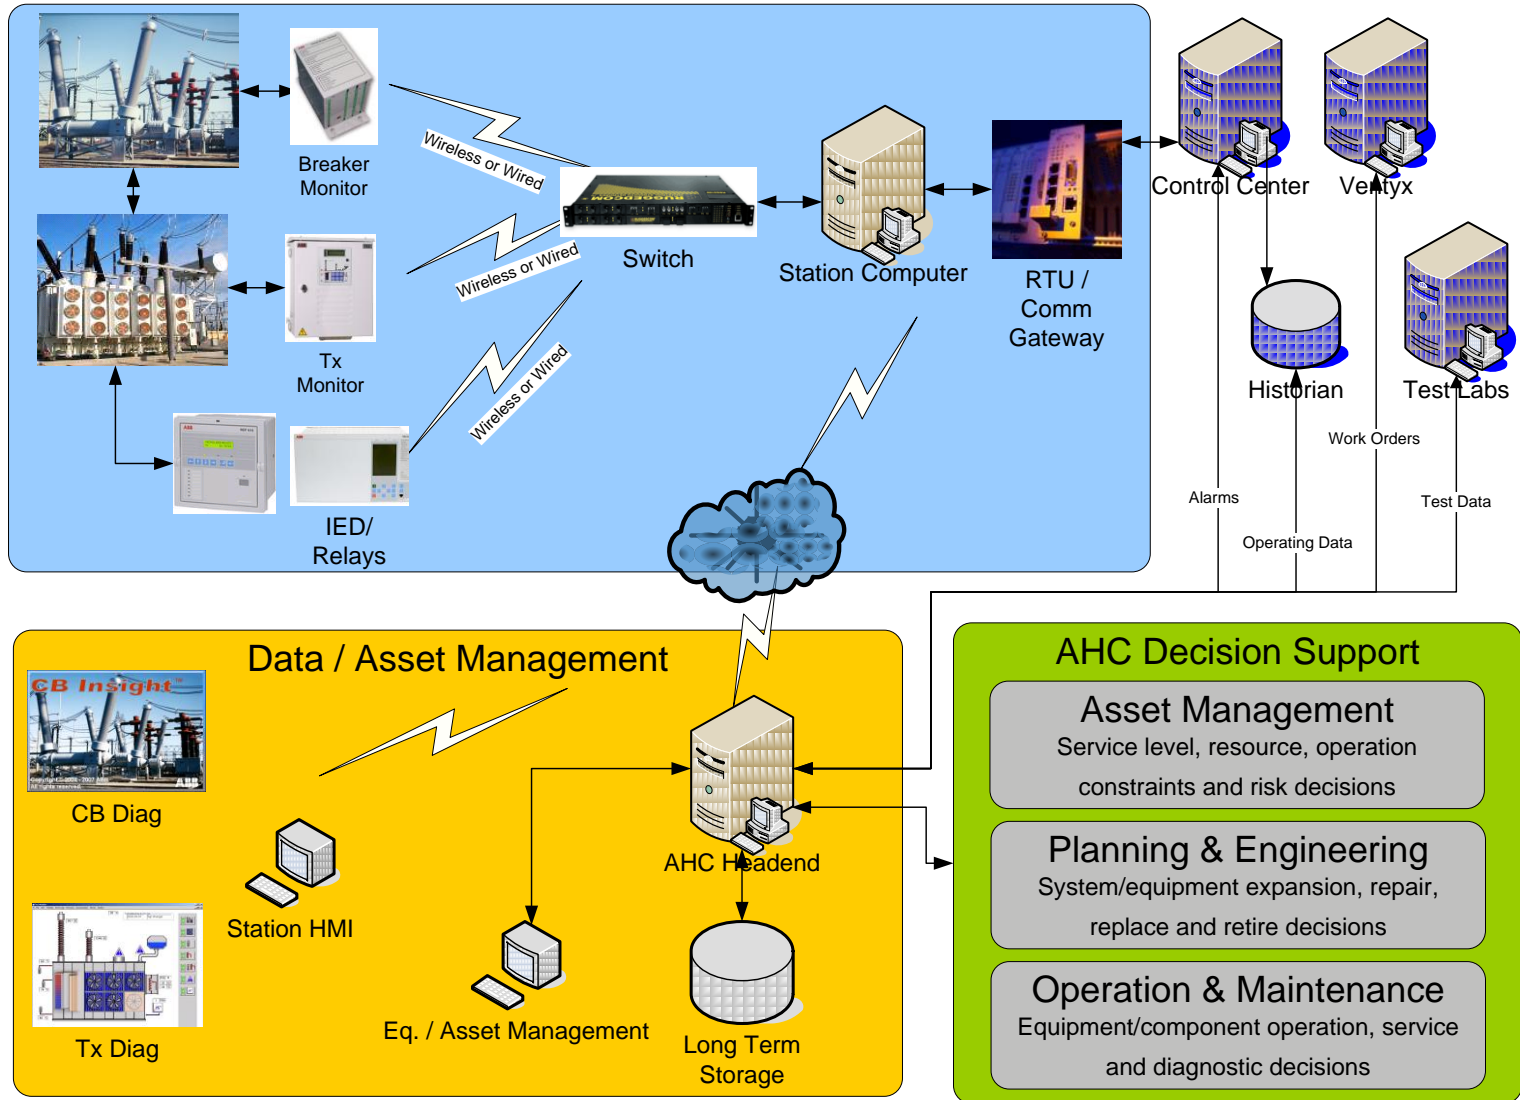 Breaker
Monitor
Wireless or Wired
RUGGEDCOM
Switch
Station Computer
RTU /
Comm
Gateway
Control Center
Ventyx
Tx
Monitor
Wireless or Wired
Wireless or Wired
ABB
ABB
IED/
Relays
Historian
Test Labs
Work Orders
Alarms
Test Data
Operating Data
Data / Asset Management
CB Insight
ABB
CB Diag
Station HMI
Tx Diag
AHC Headend
Eq. / Asset Management
Long Term
Storage
AHC Decision Support
Asset Management
Service level, resource, operation
constraints and risk decisions
Planning & Engineering
System/equipment expansion, repair,
replace and retire decisions
Operation & Maintenance
Equipment/component operation, service
and diagnostic decisions